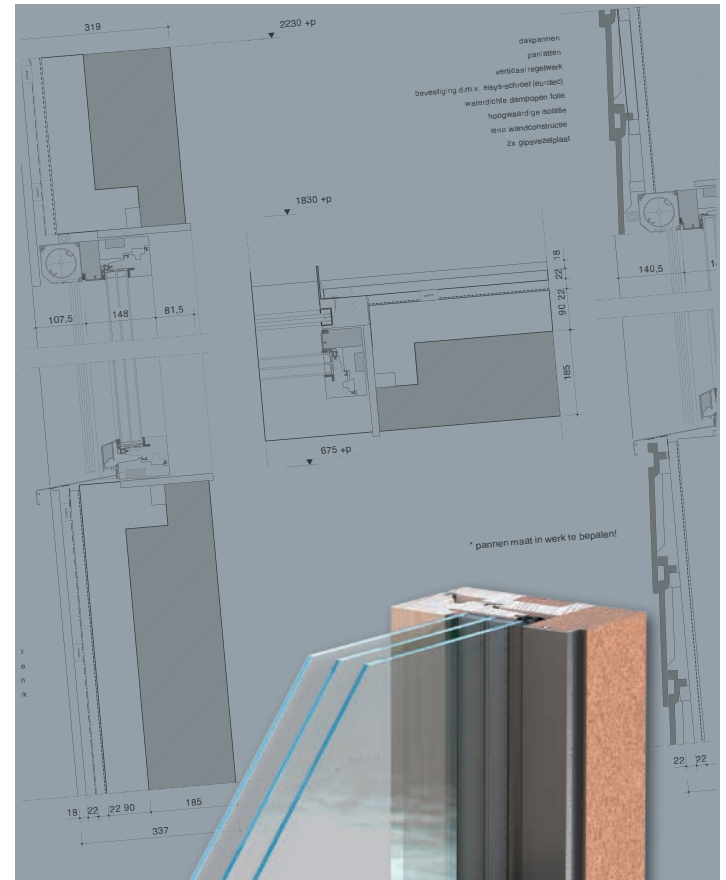 319
2230 +p
dakpannen
panlatten
verticaal regelwerk
bevestiging d.m.v. eisys-schroef (eurdec)
waterdichte dampopen folie
hoogwaardige isolatie
leno wandconstructie
2x gipsvezelplaat
1830 +p
18
22
22
90
185
107,5
148
81,5
140,5
675 +p
* pannen maat in werk te bepalen!
18
22
22 90
185
337
22
22